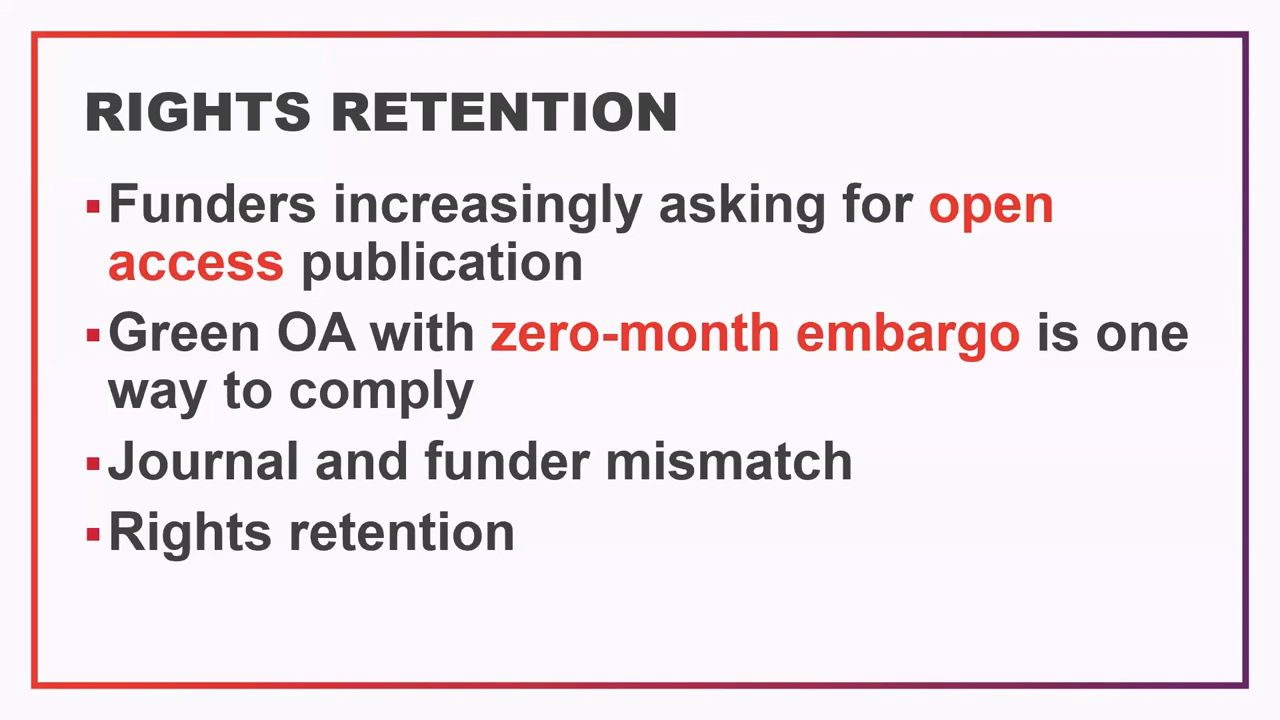 RIGHTS RETENTION
▪Funders increasingly asking for open
access publication
▪Green OA with zero-month embargo is one
way to comply
▪Journal and funder mismatch
▪Rights retention